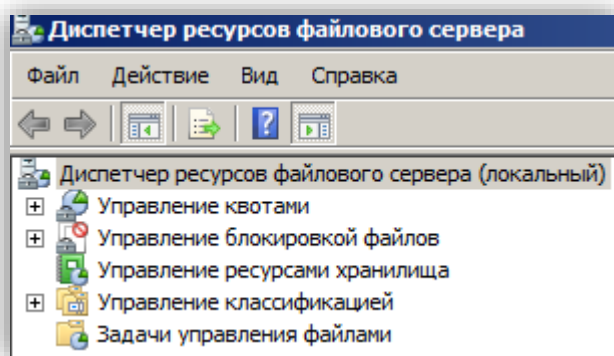 Диспетчер ресурсов файлового сервера
Файл Действие Вид Справка
Диспетчер ресурсов файлового сервера (локальный)
Управление квотами
Управление блокировкой файлов
Управление ресурсами хранилища
Управление классификацией
Задачи управления файлами